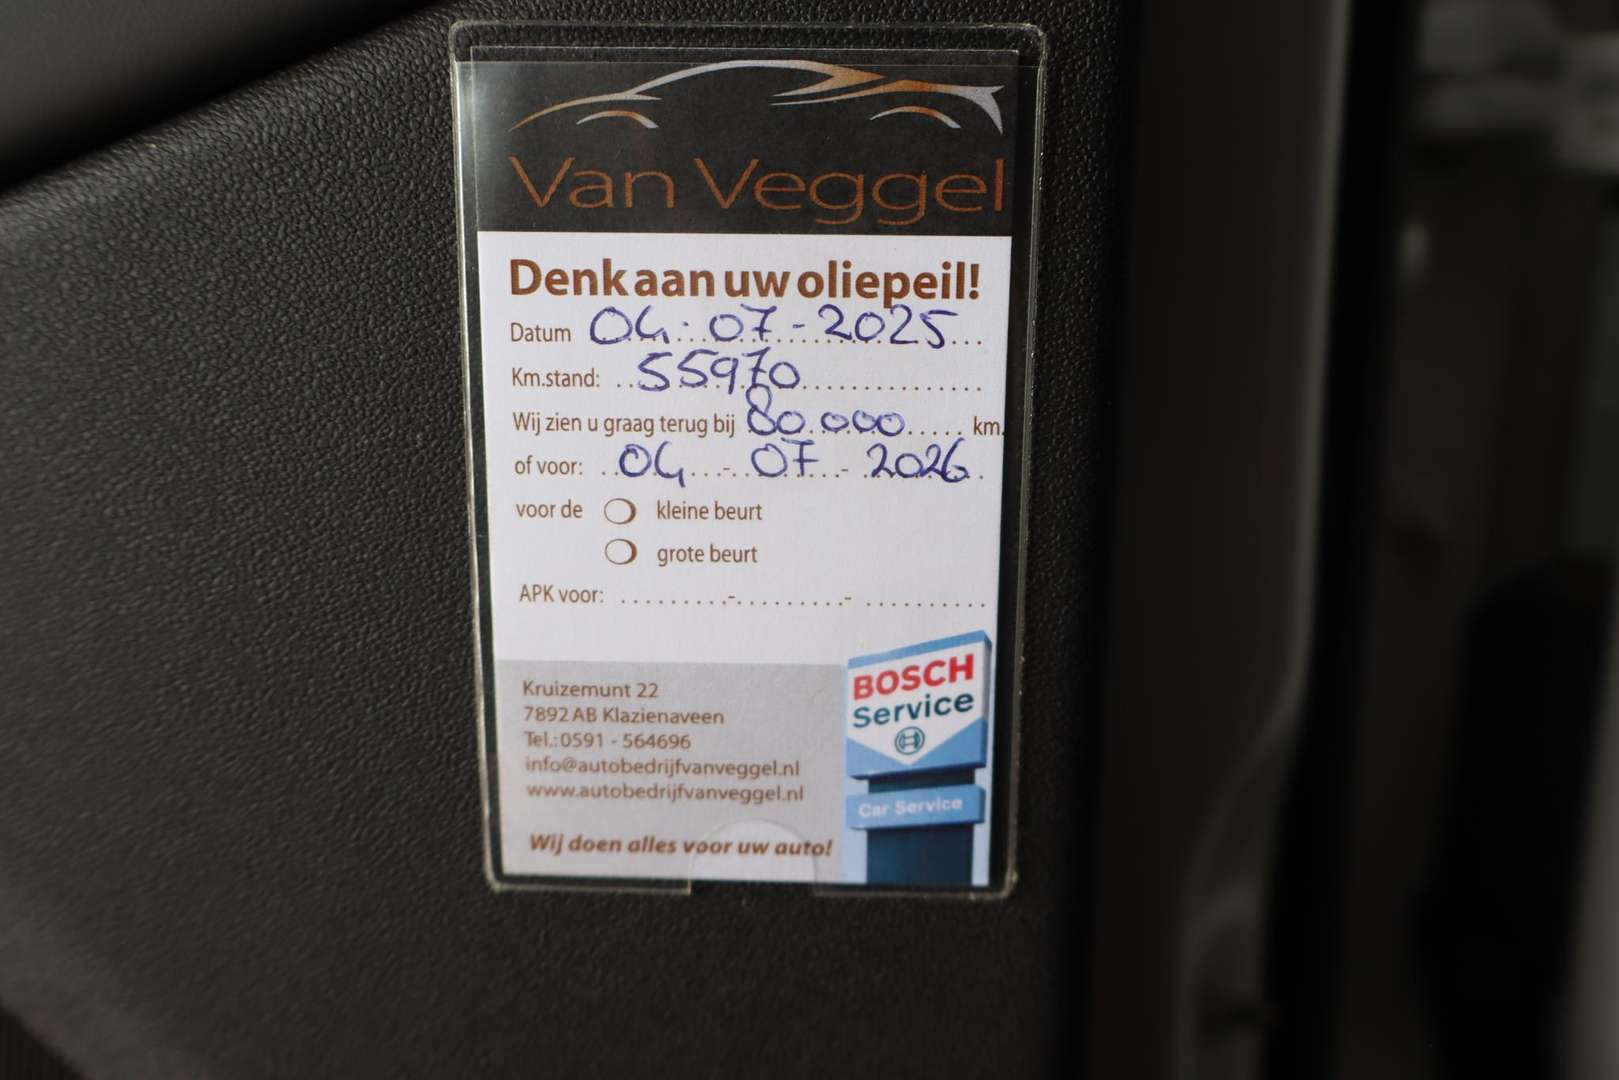 Van Veggel
Denk aan uw oliepeil!
Datum 04-07-2025
Km.stand: 55970
Wij zien u graag terug bij 80.000 km.
of voor: 04 - 07 - 2026
voor de kleine beurt
grote beurt
APK voor: ..........-..........- ...........
Kruizemunt 22
7892 AB Klazienaveen
Tel.: 0591 - 564696
info@autobedrijfvanveggel.nl
www.autobedrijfvanveggel.nl
Wij doen alles voor uw auto!
BOSCH
Service
Car Service